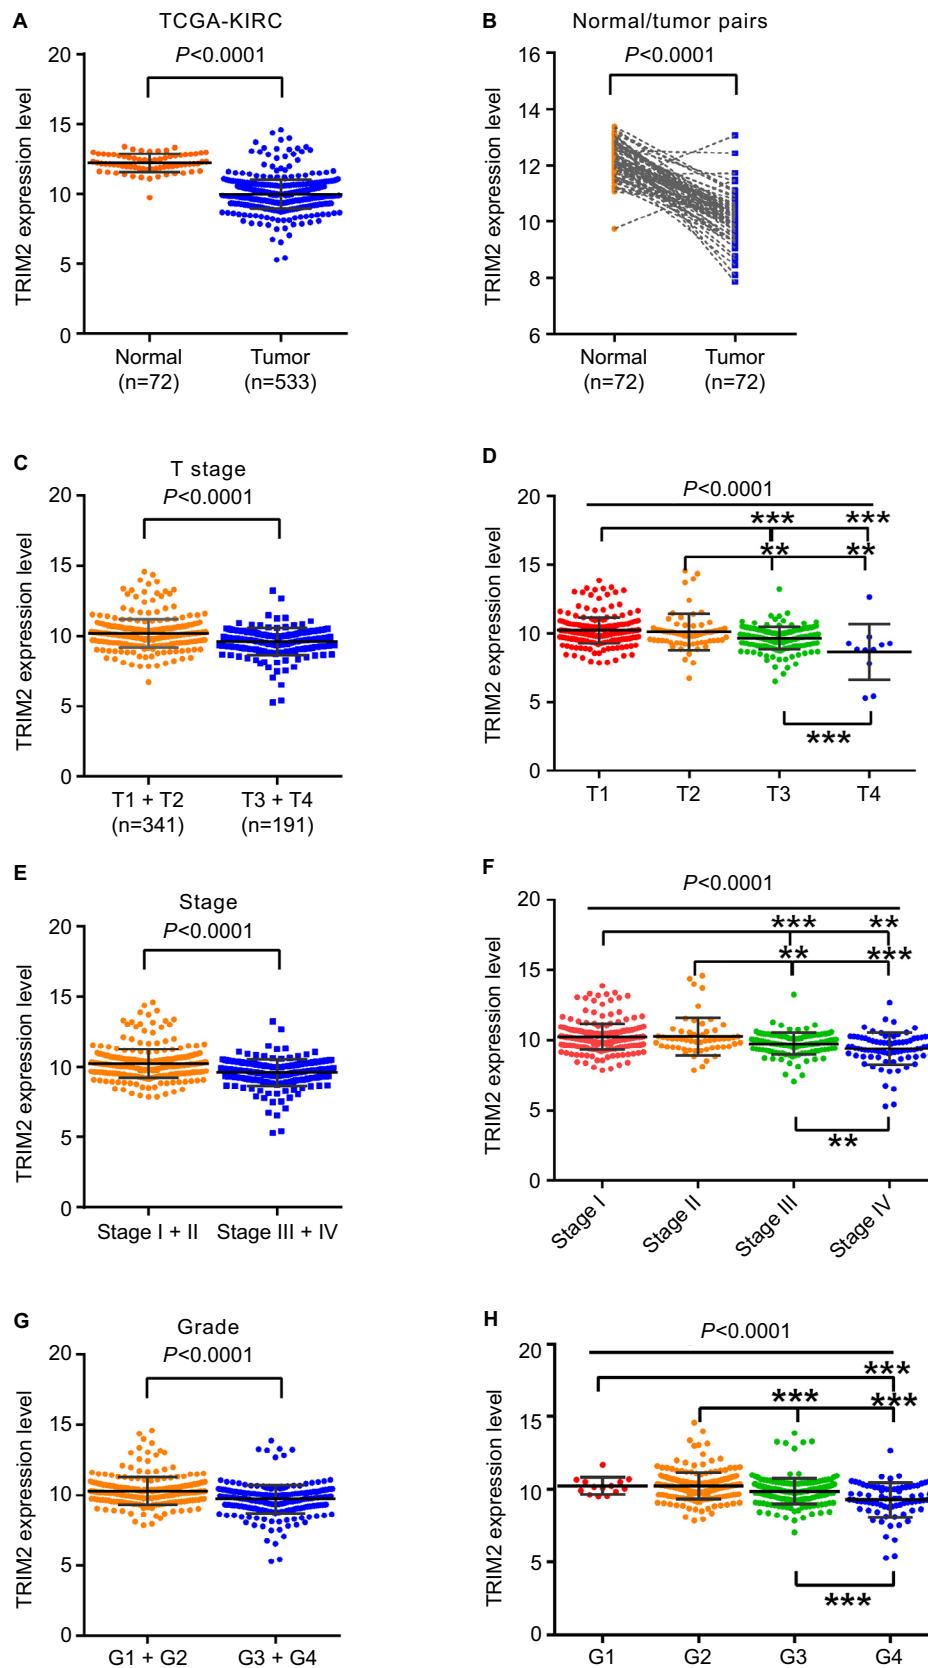 A
TCGA-KIRC
P<0.0001
TRIM2 expression level
20
15
10
5
0
Normal
(n=72)
Tumor
(n=533)
B
Normal/tumor pairs
P<0.0001
TRIM2 expression level
16
14
12
10
8
6
Normal
(n=72)
Tumor
(n=72)
C
T stage
P<0.0001
TRIM2 expression level
20
15
10
5
0
T1 + T2
(n=341)
T3 + T4
(n=191)
D
P<0.0001
*** ***
** **
***
TRIM2 expression level
20
15
10
5
0
T1 T2 T3 T4
E
Stage
P<0.0001
TRIM2 expression level
20
15
10
5
0
Stage I + II Stage III + IV
F
P<0.0001
*** **
** ***
**
TRIM2 expression level
20
15
10
5
0
Stage I Stage II Stage III Stage IV
G
Grade
P<0.0001
TRIM2 expression level
20
15
10
5
0
G1 + G2 G3 + G4
H
P<0.0001
***
*** ***
***
TRIM2 expression level
20
15
10
5
0
G1 G2 G3 G4